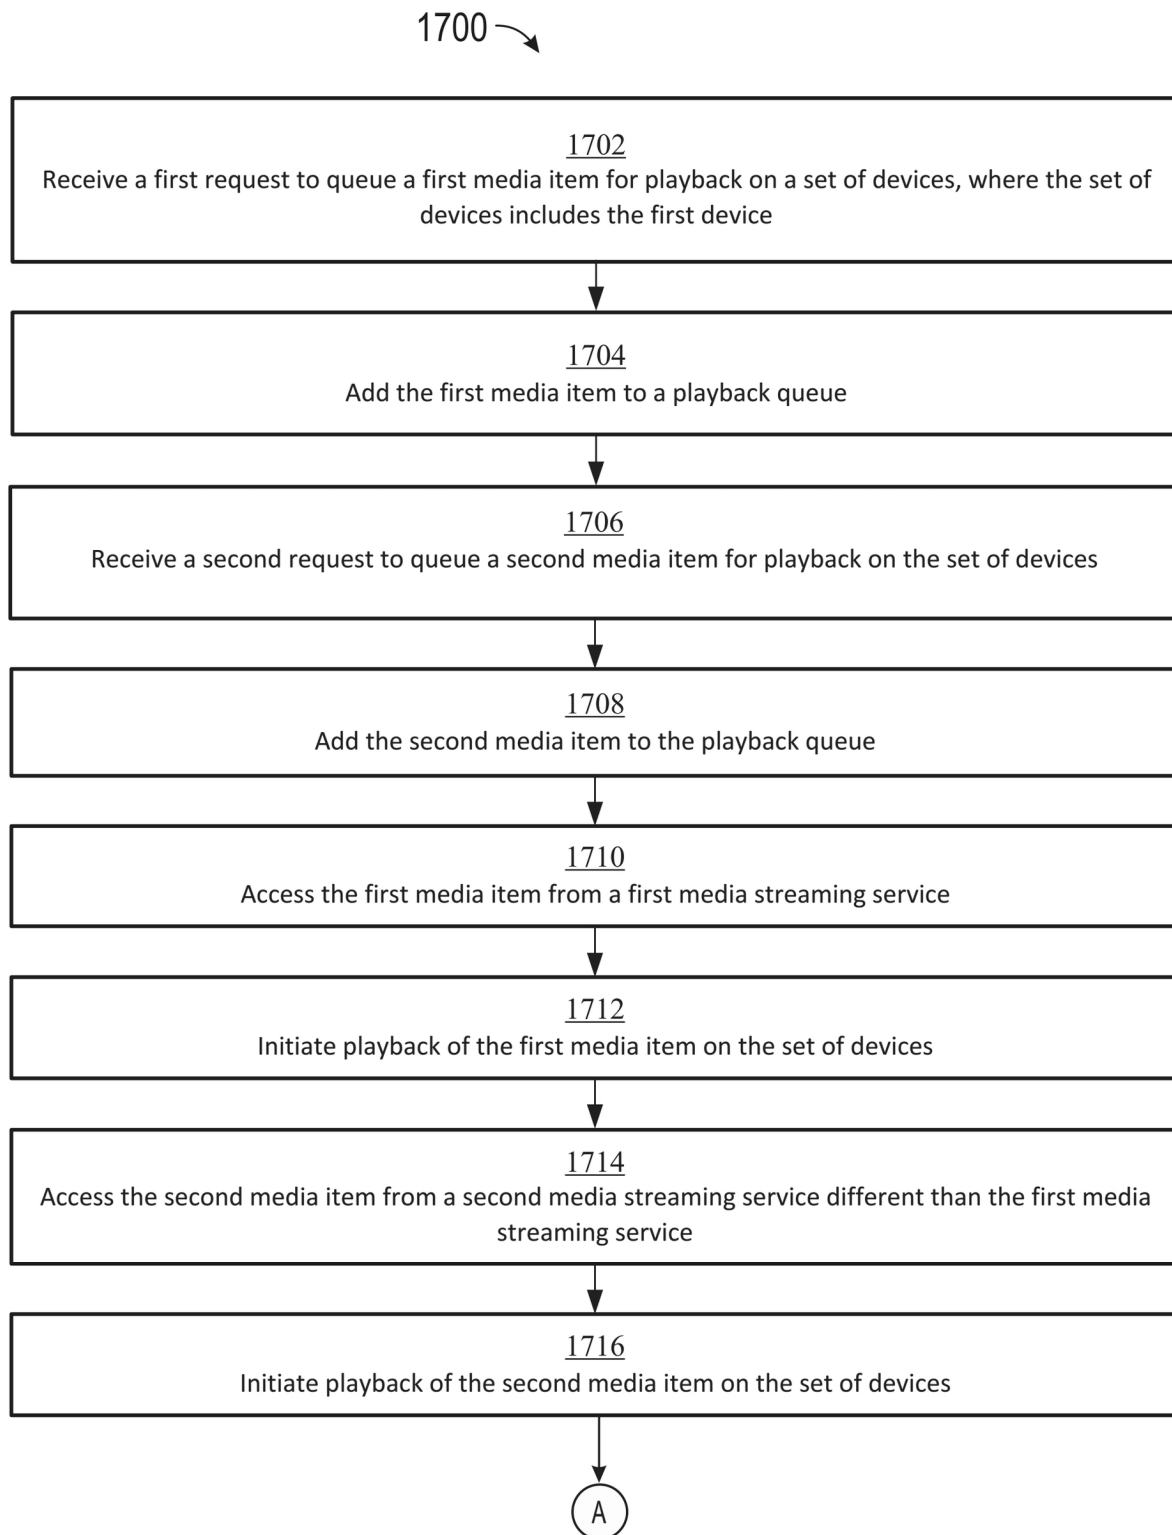 1700
1702
Receive a first request to queue a first media item for playback on a set of devices, where the set of
devices includes the first device
1704
Add the first media item to a playback queue
1706
Receive a second request to queue a second media item for playback on the set of devices
1708
Add the second media item to the playback queue
1710
Access the first media item from a first media streaming service
1712
Initiate playback of the first media item on the set of devices
1714
Access the second media item from a second media streaming service different than the first media
streaming service
1716
Initiate playback of the second media item on the set of devices
A